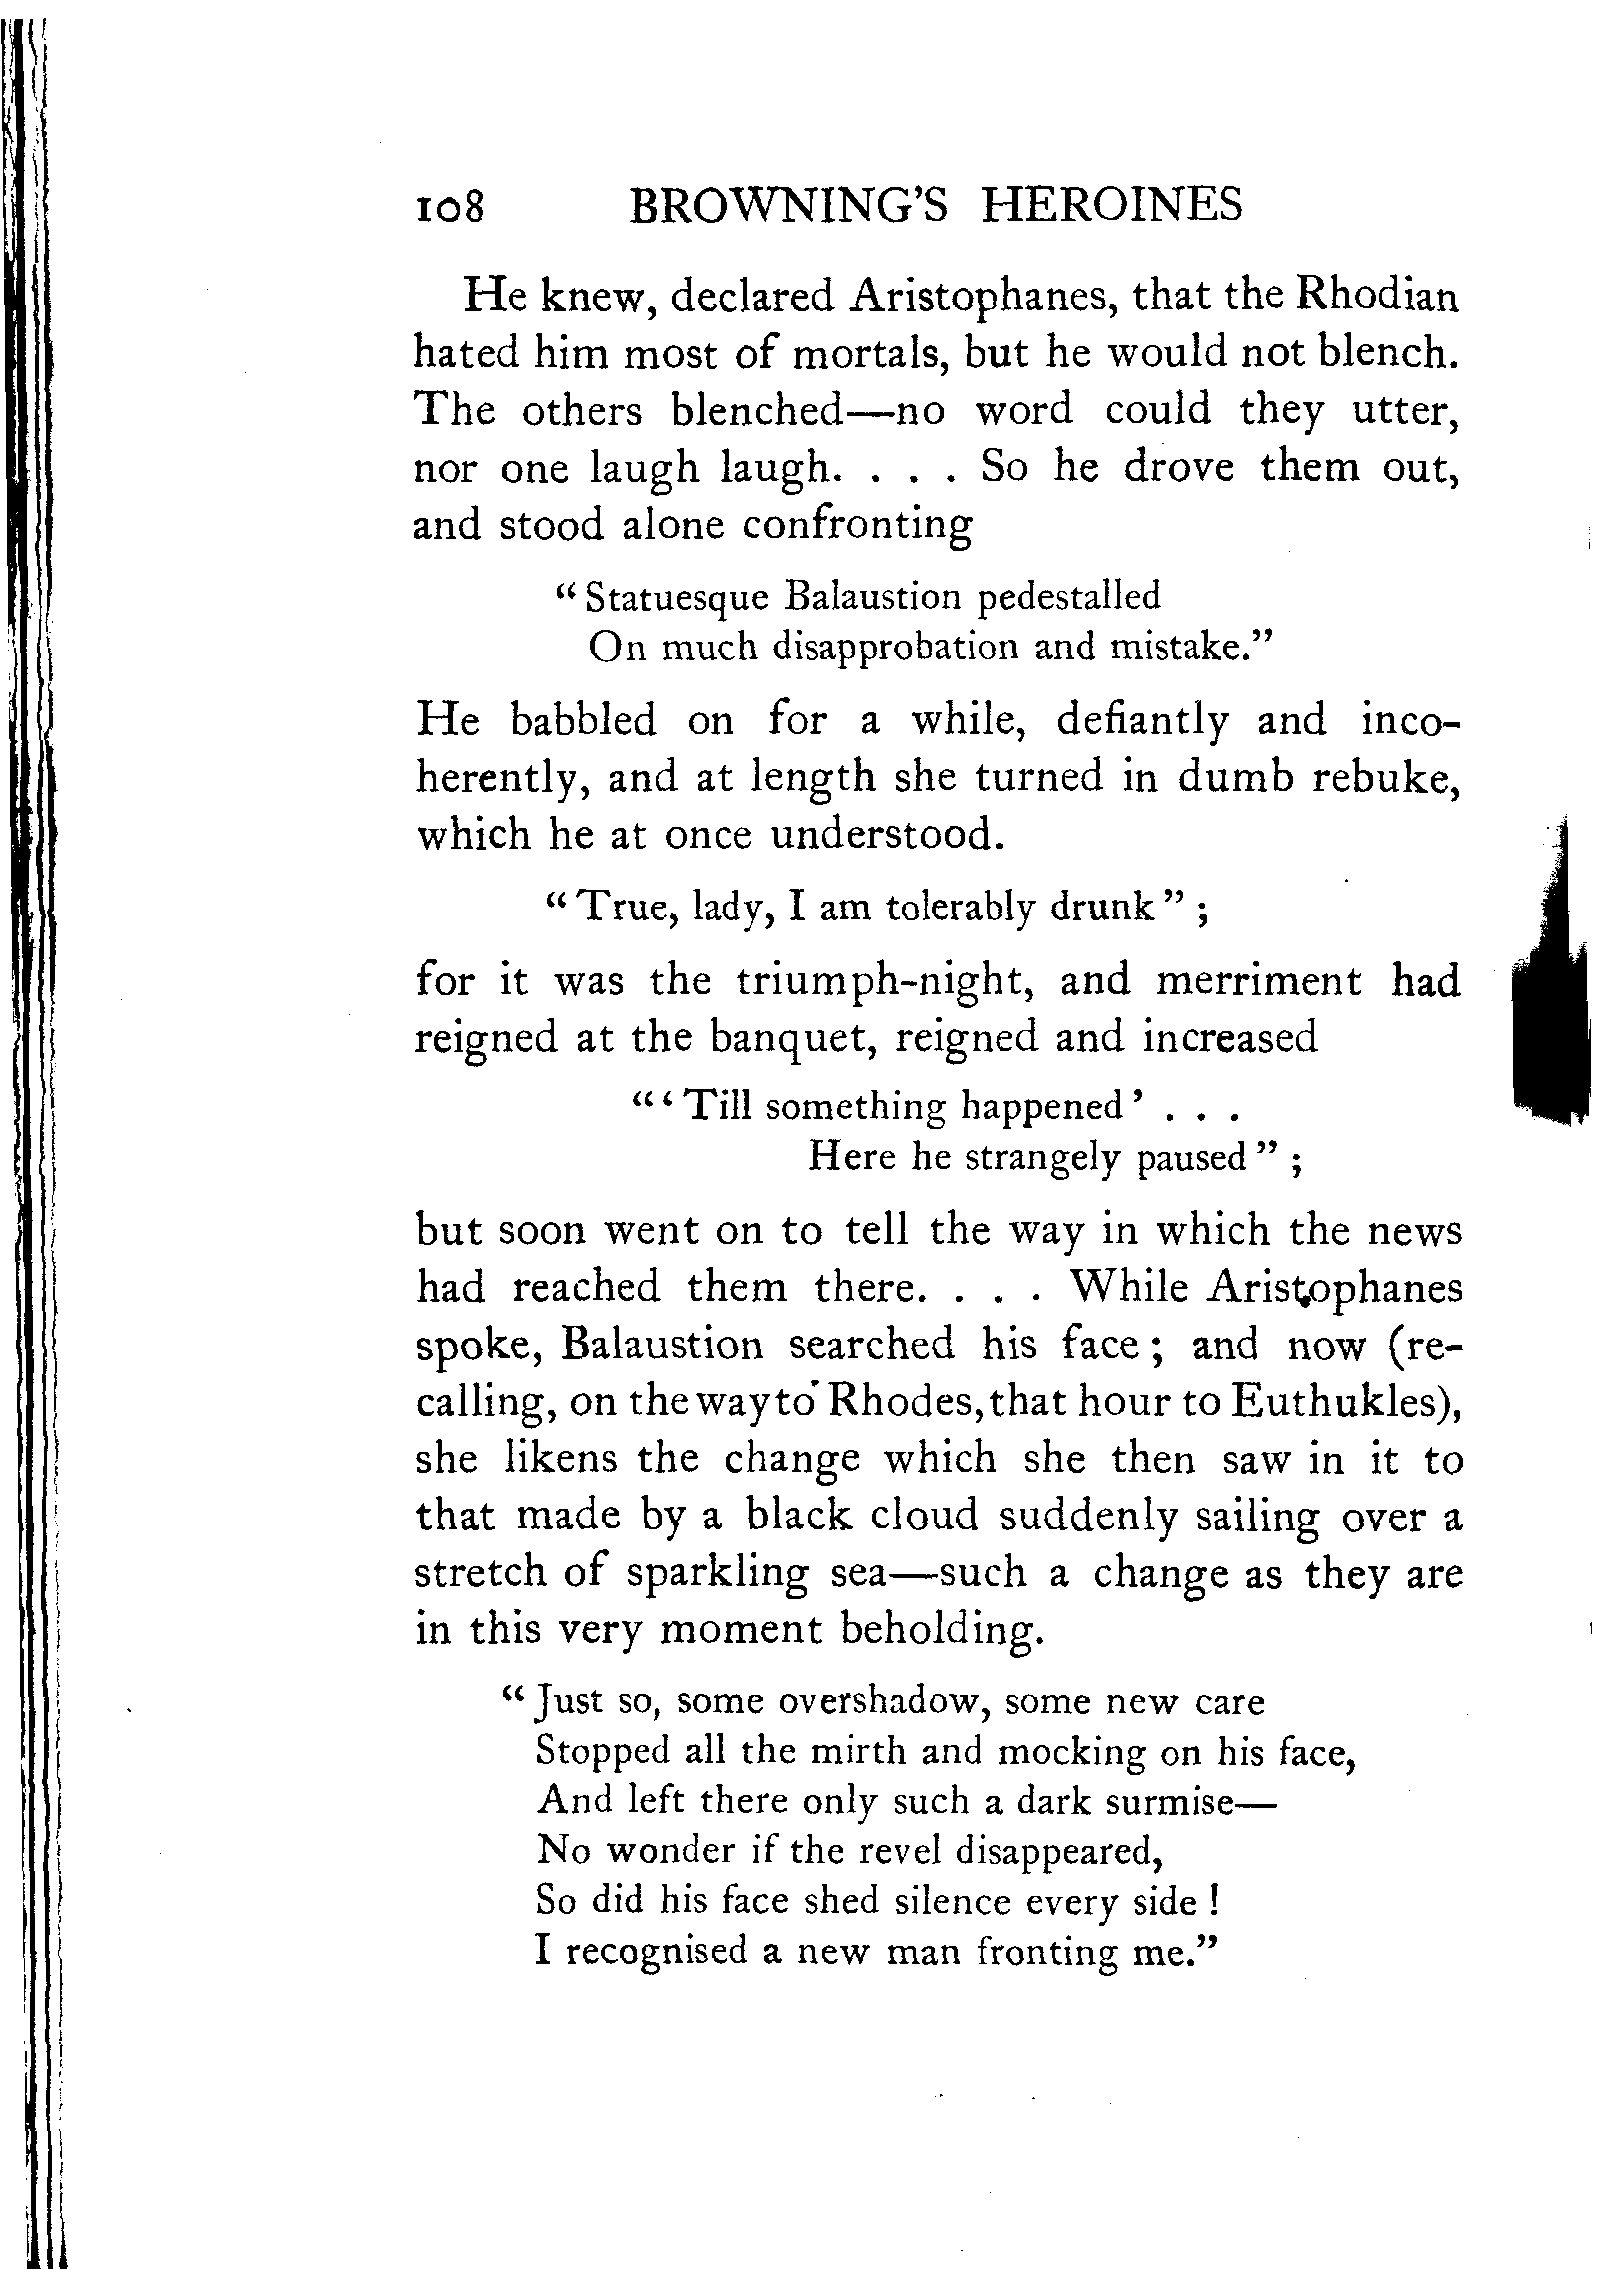 108 BROWNING'S HEROINES
He knew, declared Aristophanes, that the Rhodian
hated him most of mortals, but he would not blench.
The others blenched—no word could they utter,
nor one laugh laugh. . . . So he drove them out,
and stood alone confronting
“Statuesque Balaustion pedestalled
On much disapprobation and mistake.”
He babbled on for a while, defiantly and inco-
herently, and at length she turned in dumb rebuke,
which he at once understood.
“True, lady, I am tolerably drunk”;
for it was the triumph-night, and merriment had
reigned at the banquet, reigned and increased
“‘Till something happened’ . . .
Here he strangely paused”;
but soon went on to tell the way in which the news
had reached them there. . . . While Aristophanes
spoke, Balaustion searched his face; and now (re-
calling, on the way to Rhodes, that hour to Euthukles),
she likens the change which she then saw in it to
that made by a black cloud suddenly sailing over a
stretch of sparkling sea—such a change as they are
in this very moment beholding.
“Just so, some overshadow, some new care
Stopped all the mirth and mocking on his face,
And left there only such a dark surmise—
No wonder if the revel disappeared,
So did his face shed silence every side!
I recognised a new man fronting me.”